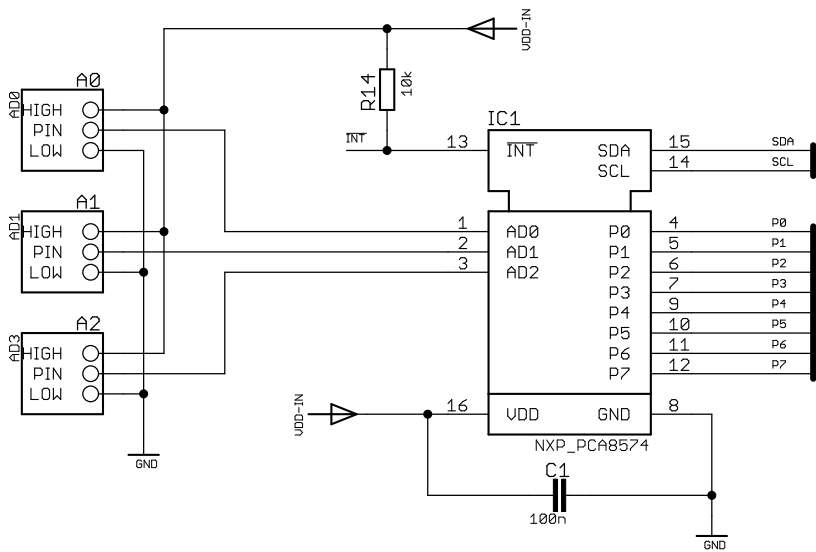 VDD-IN
A0
AD0
HIGH
PIN
LOW
R14
10k
INT
IC1
13
INT
SDA
15
SDA
SCL
14
SCL
A1
AD1
HIGH
PIN
LOW
1
AD0
P0
4
P0
2
AD1
P1
5
P1
3
AD2
P2
6
P2
P3
7
P3
P4
9
P4
P5
10
P5
P6
11
P6
P7
12
P7
A2
AD3
HIGH
PIN
LOW
VDD-IN
16
VDD
GND
8
NXP_PCA8574
GND
C1
100n
GND